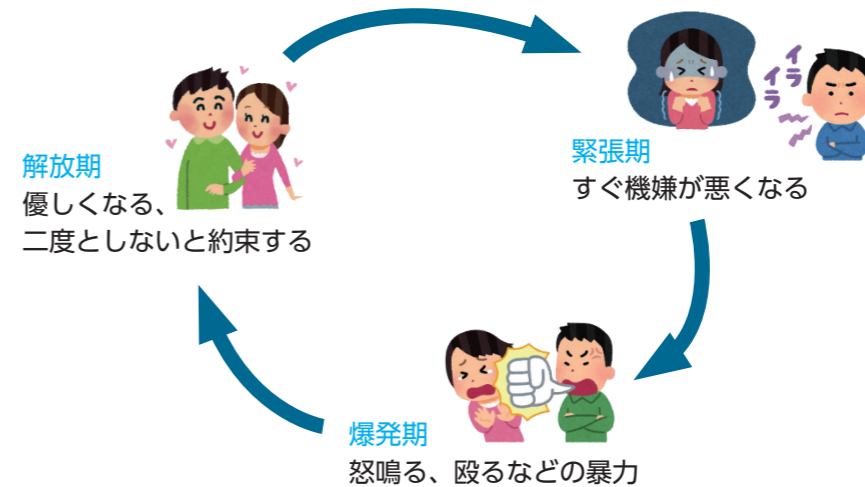 解放期
優しくなる、
二度としないと約束する
緊張期
すぐ機嫌が悪くなる
イライラ
爆発期
怒鳴る、殴るなどの暴力